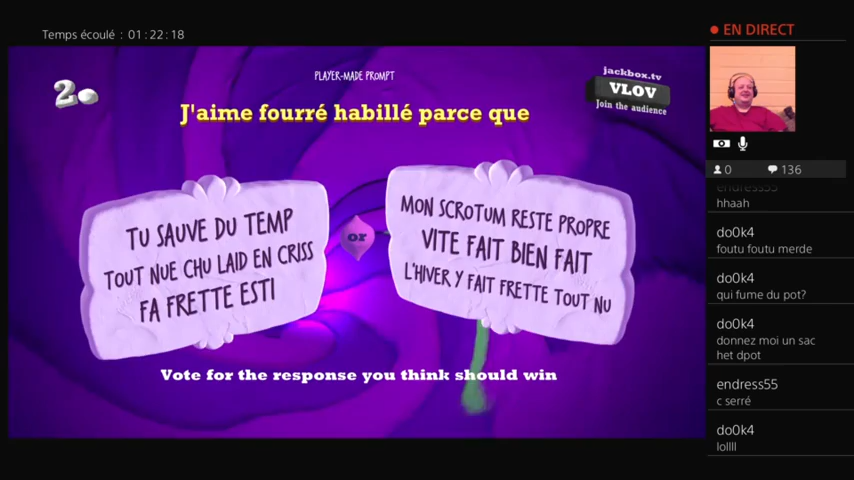 Temps écoulé : 01:22:18
EN DIRECT
PLAYER-MADE PROMPT
2.
J'aime fourré habillé parce que
jackbox.tv
VLOV
Join the audience
TU SAUVE DU TEMP
TOUT NUE CHU LAID EN CRISS
FA FRETTE ESTI
or
MON SCROTUM RESTE PROPRE
VITE FAIT BIEN FAIT
L'HIVER Y FAIT FRETTE TOUT NU
Vote for the response you think should win
0 136
endress55
hhaah
do0k4
foutu foutu merde
do0k4
qui fume du pot?
do0k4
donnez moi un sac
het dpot
endress55
c serré
do0k4
lollll